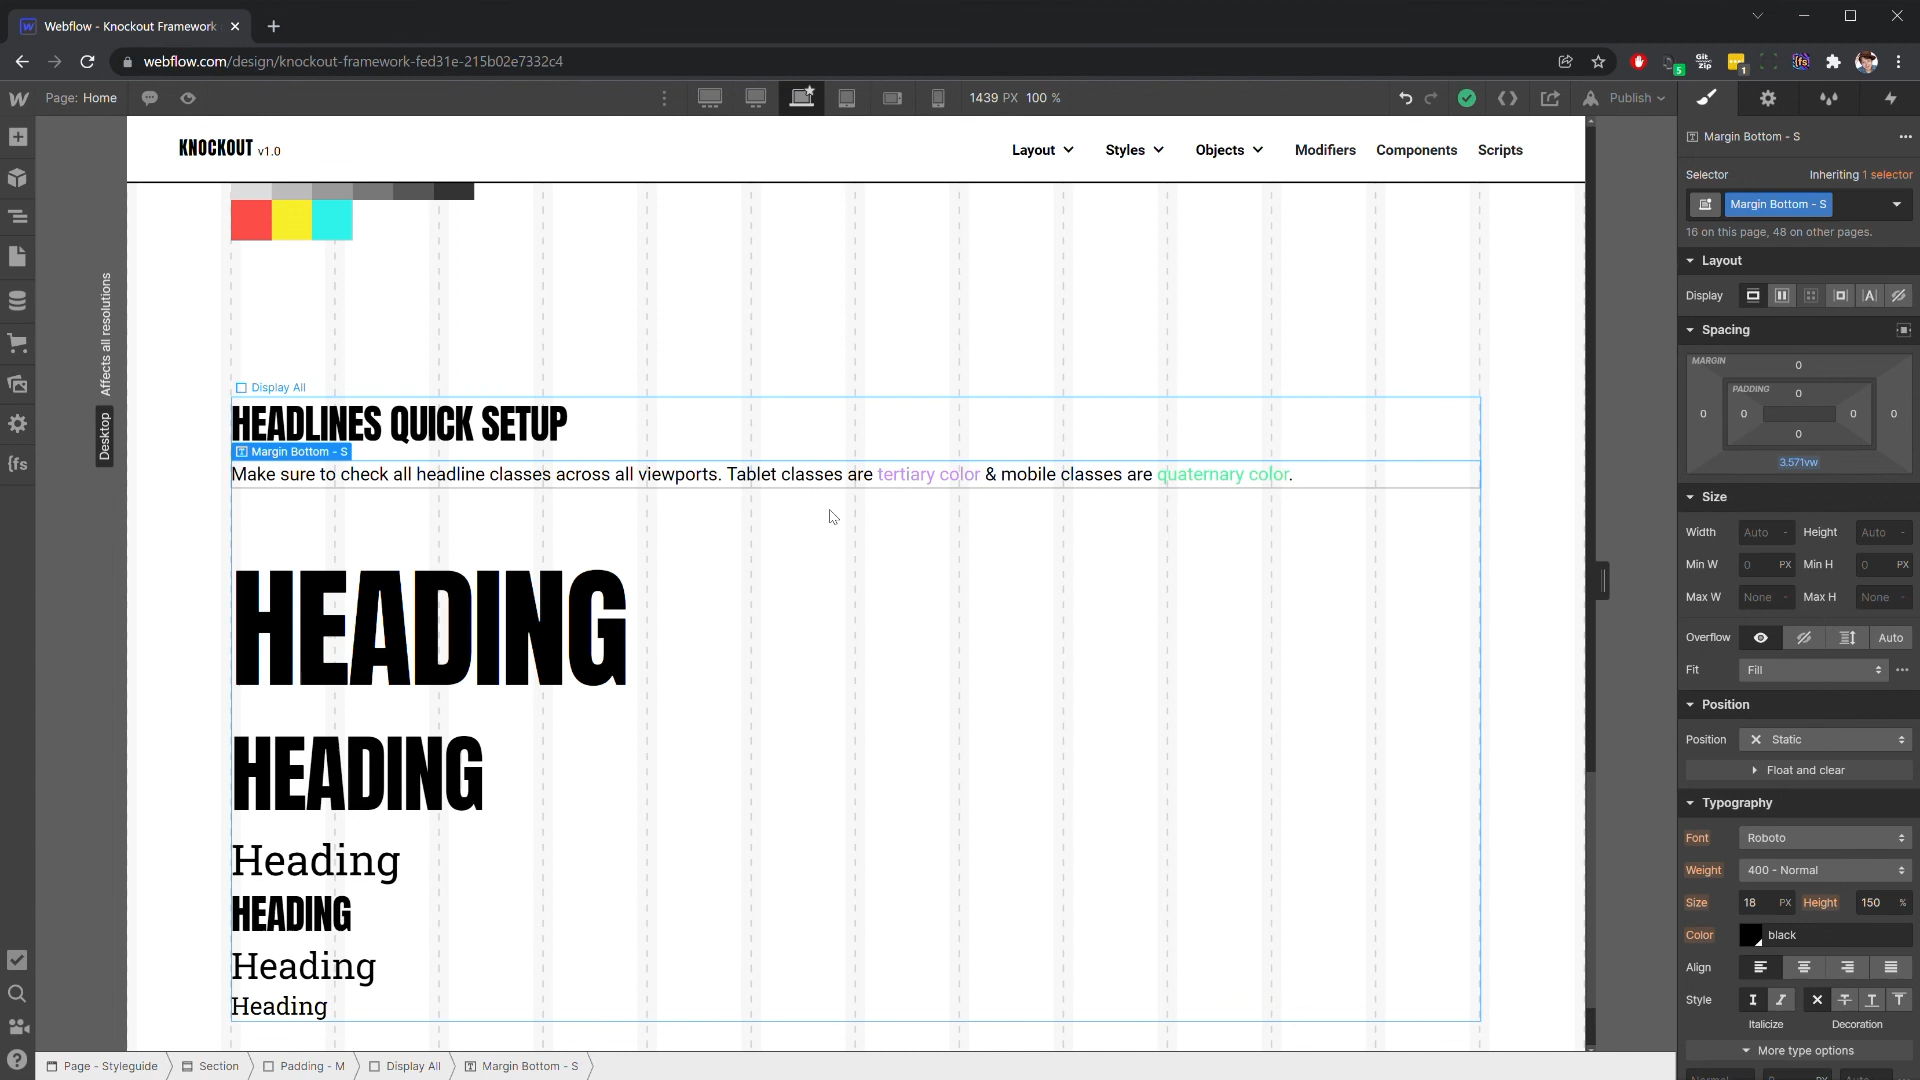 Webflow - Knockout Framework
webflow.com/design/knockout-framework-fed31e-215b02e7332c4
5
Git Zip
1
{fs
Page: Home
1439 PX 100 %
Publish
KNOCKOUT v1.0
Layout
Styles
Objects
Modifiers
Components
Scripts
Affects all resolutions
Desktop
{fs
Display All
HEADLINES QUICK SETUP
Margin Bottom - S
Make sure to check all headline classes across all viewports. Tablet classes are tertiary color & mobile classes are quaternary color.
HEADING
HEADING
Heading
HEADING
Heading
Heading
Page - Styleguide
Section
Padding - M
Display All
Margin Bottom - S
Margin Bottom - S
Selector
Inheriting 1 selector
Margin Bottom - S
16 on this page, 48 on other pages.
Layout
Display
Spacing
MARGIN
0
PADDING
0
0
0
0
0
0
3.571vw
Size
Width Auto - Height Auto -
Min W 0 PX Min H 0 PX
Max W None - Max H None -
Overflow Auto
Fit Fill
Position
Position Static
Float and clear
Typography
Font Roboto
Weight 400 - Normal
Size 18 PX Height 150 %
Color black
Align
Style
Italicize Decoration
More type options